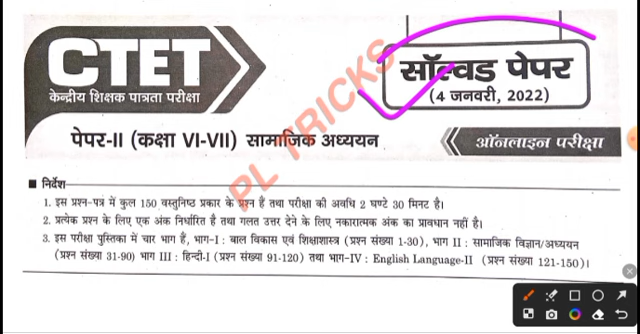 CTET
केन्द्रीय शिक्षक पात्रता परीक्षा
सॉल्वड पेपर
(4 जनवरी, 2022)
पेपर-II (कक्षा VI-VII) सामाजिक अध्ययन
ऑनलाइन परीक्षा
PL TRICKS
■ निर्देश
1. इस प्रश्न-पत्र में कुल 150 वस्तुनिष्ठ प्रकार के प्रश्न हैं तथा परीक्षा की अवधि 2 घण्टे 30 मिनट है।
2. प्रत्येक प्रश्न के लिए एक अंक निर्धारित है तथा गलत उत्तर देने के लिए नकारात्मक अंक का प्रावधान नहीं है।
3. इस परीक्षा पुस्तिका में चार भाग हैं, भाग-I : बाल विकास एवं शिक्षाशास्त्र (प्रश्न संख्या 1-30), भाग II : सामाजिक विज्ञान/अध्ययन
(प्रश्न संख्या 31-90) भाग III : हिन्दी-I (प्रश्न संख्या 91-120) तथा भाग-IV : English Language-II (प्रश्न संख्या 121-150)।